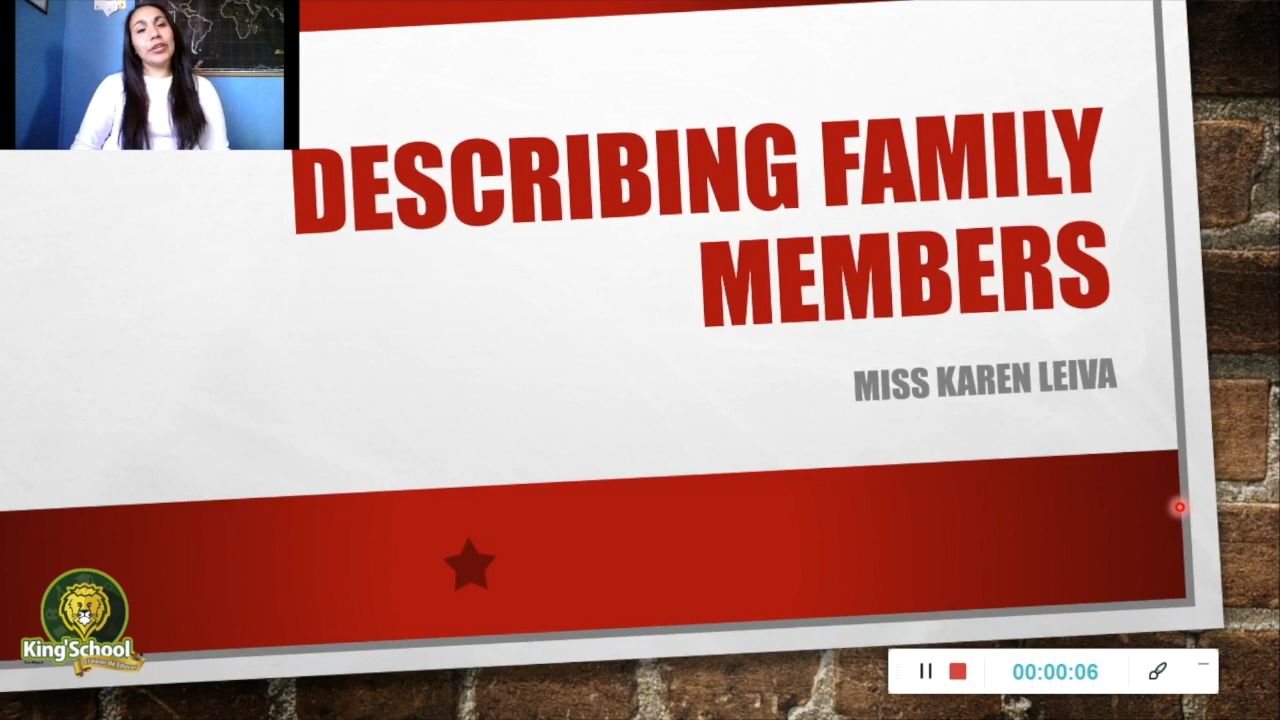 DESCRIBING FAMILY
MEMBERS
MISS KAREN LEIVA
King'School
00:00:06